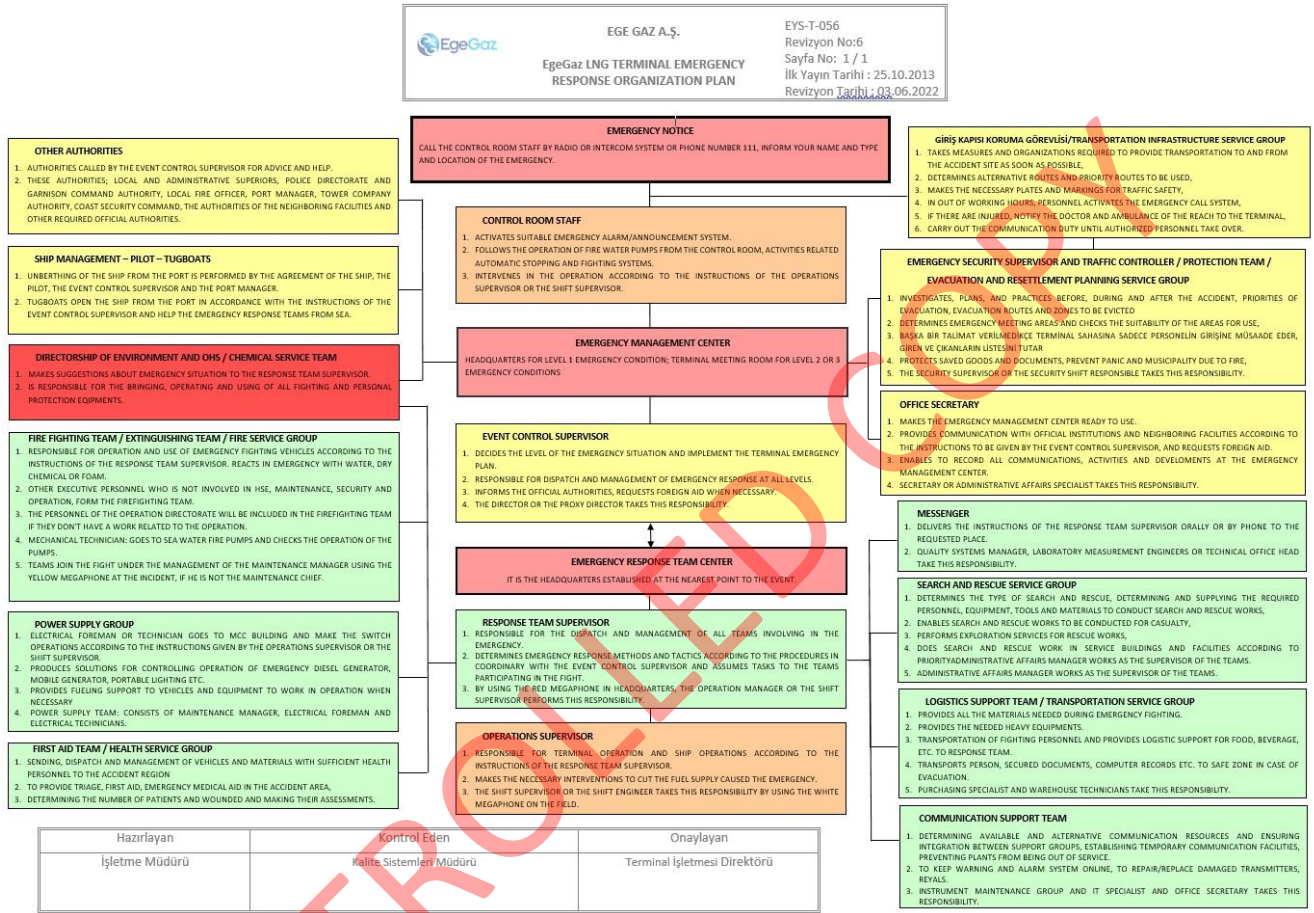 EgeGaz
EGE GAZ A.Ş.
EgeGaz LNG TERMINAL EMERGENCY
RESPONSE ORGANIZATION PLAN
EYS-T-056
Revizyon No:6
Sayfa No: 1 / 1
İlk Yayın Tarihi : 25.10.2013
Revizyon Tarihi : 03.06.2022
EMERGENCY NOTICE
CALL THE CONTROL ROOM STAFF BY RADIO OR INTERCOM SYSTEM OR PHONE NUMBER 111, INFORM YOUR NAME AND TYPE
AND LOCATION OF THE EMERGENCY.
OTHER AUTHORITIES
1. AUTHORITIES CALLED BY THE EVENT CONTROL SUPERVISOR FOR ADVICE AND HELP.
2. THESE AUTHORITIES; LOCAL AND ADMINISTRATIVE SUPERIORS, POLICE DIRECTORATE AND
GARNISON COMMAND AUTHORITY, LOCAL FIRE OFFICER, PORT MANAGER, TOWER COMPANY
AUTHORITY, COAST SECURITY COMMAND, THE AUTHORITIES OF THE NEIGHBORING FACILITIES AND
OTHER REQUIRED OFFICIAL AUTHORITIES.
SHIP MANAGEMENT – PILOT – TUGBOATS
1. UNBERTHING OF THE SHIP FROM THE PORT IS PERFORMED BY THE AGREEMENT OF THE SHIP, THE
PILOT, THE EVENT CONTROL SUPERVISOR AND THE PORT MANAGER.
2. TUGBOATS OPEN THE SHIP FROM THE PORT IN ACCORDANCE WITH THE INSTRUCTIONS OF THE
EVENT CONTROL SUPERVISOR AND HELP THE EMERGENCY RESPONSE TEAMS FROM SEA.
DIRECTORSHIP OF ENVIRONMENT AND OHS / CHEMICAL SERVICE TEAM
1. MAKES SUGGESTIONS ABOUT EMERGENCY SITUATION TO THE RESPONSE TEAM SUPERVISOR.
2. IS RESPONSIBLE FOR THE BRINGING, OPERATING AND USING OF ALL FIGHTING AND PERSONAL
PROTECTION EQIPMENTS.
FIRE FIGHTING TEAM / EXTINGUISHING TEAM / FIRE SERVICE GROUP
1. RESPONSIBLE FOR OPERATION AND USE OF EMERGENCY FIGHTING VEHICLES ACCORDING TO THE
INSTRUCTIONS OF THE RESPONSE TEAM SUPERVISOR. REACTS IN EMERGENCY WITH WATER, DRY
CHEMICAL OR FOAM.
2. OTHER EXECUTIVE PERSONNEL WHO IS NOT INVOLVED IN HSE, MAINTENANCE, SECURITY AND
OPERATION, FORM THE FIREFIGHTING TEAM.
3. THE PERSONNEL OF THE OPERATION DIRECTORATE WILL BE INCLUDED IN THE FIREFIGHTING TEAM
IF THEY DON'T HAVE A WORK RELATED TO THE OPERATION.
4. MECHANICAL TECHNICIAN: GOES TO SEA WATER FIRE PUMPS AND CHECKS THE OPERATION OF THE
PUMPS.
5. TEAMS JOIN THE FIGHT UNDER THE MANAGEMENT OF THE MAINTENANCE MANAGER USING THE
YELLOW MEGAPHONE AT THE INCIDENT, IF HE IS NOT THE MAINTENANCE CHIEF.
POWER SUPPLY GROUP
1. ELECTRICAL FOREMAN OR TECHNICIAN GOES TO MCC BUILDING AND MAKE THE SWITCH
OPERATIONS ACCORDING TO THE INSTRUCTIONS GIVEN BY THE OPERATIONS SUPERVISOR OR THE
SHIFT SUPERVISOR.
2. PRODUCES SOLUTIONS FOR CONTROLLING OPERATION OF EMERGENCY DIESEL GENERATOR,
MOBILE GENERATOR, PORTABLE LIGHTING ETC.
3. PROVIDES FUELING SUPPORT TO VEHICLES AND EQUIPMENT TO WORK IN OPERATION WHEN
NECESSARY
4. POWER SUPPLY TEAM: CONSISTS OF MAINTENANCE MANAGER, ELECTRICAL FOREMAN AND
ELECTRICAL TECHNICIANS.
FIRST AID TEAM / HEALTH SERVICE GROUP
1. SENDING, DISPATCH AND MANAGEMENT OF VEHICLES AND MATERIALS WITH SUFFICIENT HEALTH
PERSONNEL TO THE ACCIDENT REGION
2. TO PROVIDE TRIAGE, FIRST AID, EMERGENCY MEDICAL AID IN THE ACCIDENT AREA,
3. DETERMINING THE NUMBER OF PATIENTS AND WOUNDED AND MAKING THEIR ASSESSMENTS.
CONTROL ROOM STAFF
1. ACTIVATES SUITABLE EMERGENCY ALARM/ANNOUNCEMENT SYSTEM.
2. FOLLOWS THE OPERATION OF FIRE WATER PUMPS FROM THE CONTROL ROOM, ACTIVITIES RELATED
AUTOMATIC STOPPING AND FIGHTING SYSTEMS.
3. INTERVENES IN THE OPERATION ACCORDING TO THE INSTRUCTIONS OF THE OPERATIONS
SUPERVISOR OR THE SHIFT SUPERVISOR.
EMERGENCY MANAGEMENT CENTER
HEADQUARTERS FOR LEVEL 1 EMERGENCY CONDITION; TERMINAL MEETING ROOM FOR LEVEL 2 OR 3
EMERGENCY CONDITIONS
EVENT CONTROL SUPERVISOR
1. DECIDES THE LEVEL OF THE EMERGENCY SITUATION AND IMPLEMENT THE TERMINAL EMERGENCY
PLAN.
2. RESPONSIBLE FOR DISPATCH AND MANAGEMENT OF EMERGENCY RESPONSE AT ALL LEVELS.
3. INFORMS THE OFFICIAL AUTHORITIES, REQUESTS FOREIGN AID WHEN NECESSARY.
4. THE DIRECTOR OR THE PROXY DIRECTOR TAKES THIS RESPONSIBILITY.
EMERGENCY RESPONSE TEAM CENTER
IT IS THE HEADQUARTERS ESTABLISHED AT THE NEAREST POINT TO THE EVENT.
RESPONSE TEAM SUPERVISOR
1. RESPONSIBLE FOR THE DISPATCH AND MANAGEMENT OF ALL TEAMS INVOLVING IN THE
EMERGENCY.
2. DETERMINES EMERGENCY RESPONSE METHODS AND TACTICS ACCORDING TO THE PROCEDURES IN
COORDINARY WITH THE EVENT CONTROL SUPERVISOR AND ASSUMES TASKS TO THE TEAMS
PARTICIPATING IN THE FIGHT.
3. BY USING THE RED MEGAPHONE IN HEADQUARTERS, THE OPERATION MANAGER OR THE SHIFT
SUPERVISOR PERFORMS THIS RESPONSIBILITY.
OPERATIONS SUPERVISOR
1. RESPONSIBLE FOR TERMINAL OPERATION AND SHIP OPERATIONS ACCORDING TO THE
INSTRUCTIONS OF THE RESPONSE TEAM SUPERVISOR.
2. MAKES THE NECESSARY INTERVENTIONS TO CUT THE FUEL SUPPLY CAUSED THE EMERGENCY.
3. THE SHIFT SUPERVISOR OR THE SHIFT ENGINEER TAKES THIS RESPONSIBILITY BY USING THE WHITE
MEGAPHONE ON THE FIELD.
GİRİŞ KAPISI KORUMA GÖREVLİSİ/TRANSPORTATION INFRASTRUCTURE SERVICE GROUP
1. TAKES MEASURES AND ORGANIZATIONS REQUIRED TO PROVIDE TRANSPORTATION TO AND FROM
THE ACCIDENT SITE AS SOON AS POSSIBLE,
2. DETERMINES ALTERNATIVE ROUTES AND PRIORITY ROUTES TO BE USED,
3. MAKES THE NECESSARY PLATES AND MARKINGS FOR TRAFFIC SAFETY,
4. IN OUT OF WORKING HOURS, PERSONNEL ACTIVATES THE EMERGENCY CALL SYSTEM,
5. IF THERE ARE INJURED, NOTIFY THE DOCTOR AND AMBULANCE OF THE REACH TO THE TERMINAL,
6. CARRY OUT THE COMMUNICATION DUTY UNTIL AUTHORIZED PERSONNEL TAKE OVER.
EMERGENCY SECURITY SUPERVISOR AND TRAFFIC CONTROLLER / PROTECTION TEAM /
EVACUATION AND RESETTLEMENT PLANNING SERVICE GROUP
1. INVESTIGATES, PLANS, AND PRACTICES BEFORE, DURING AND AFTER THE ACCIDENT, PRIORITIES OF
EVACUATION, EVACUATION ROUTES AND ZONES TO BE EVICTED
2. DETERMINES EMERGENCY MEETING AREAS AND CHECKS THE SUITABILITY OF THE AREAS FOR USE,
3. BAŞKA BİR TALİMAT VERİLMEDİKÇE TERMİNAL SAHASINA SADECE PERSONELİN GİRİŞİNE MÜSAADE EDER,
GİREN VE ÇIKANLARIN LİSTESİNİ TUTAR
4. PROTECTS SAVED GOODS AND DOCUMENTS, PREVENT PANIC AND MUSICIPALITY DUE TO FIRE,
5. THE SECURITY SUPERVISOR OR THE SECURITY SHIFT RESPONSIBLE TAKES THIS RESPONSIBILITY.
OFFICE SECRETARY
1. MAKES THE EMERGENCY MANAGEMENT CENTER READY TO USE.
2. PROVIDES COMMUNICATION WITH OFFICIAL INSTITUTIONS AND NEIGHBORING FACILITIES ACCORDING TO
THE INSTRUCTIONS TO BE GIVEN BY THE EVENT CONTROL SUPERVISOR, AND REQUESTS FOREIGN AID.
3. ENABLES TO RECORD ALL COMMUNICATIONS, ACTIVITIES AND DEVELOMENTS AT THE EMERGENCY
MANAGEMENT CENTER.
4. SECRETARY OR ADMINISTRATIVE AFFAIRS SPECIALIST TAKES THIS RESPONSIBILITY.
MESSENGER
1. DELIVERS THE INSTRUCTIONS OF THE RESPONSE TEAM SUPERVISOR ORALLY OR BY PHONE TO THE
REQUESTED PLACE.
2. QUALITY SYSTEMS MANAGER, LABORATORY MEASUREMENT ENGINEERS OR TECHNICAL OFFICE HEAD
TAKE THIS RESPONSIBILITY.
SEARCH AND RESCUE SERVICE GROUP
1. DETERMINES THE TYPE OF SEARCH AND RESCUE, DETERMINING AND SUPPLYING THE REQUIRED
PERSONNEL, EQUIPMENT, TOOLS AND MATERIALS TO CONDUCT SEARCH AND RESCUE WORKS,
2. ENABLES SEARCH AND RESCUE WORKS TO BE CONDUCTED FOR CASUALTY,
3. PERFORMS EXPLORATION SERVICES FOR RESCUE WORKS,
4. DOES SEARCH AND RESCUE WORK IN SERVICE BUILDINGS AND FACILITIES ACCORDING TO
PRIORITYADMINISTRATIVE AFFAIRS MANAGER WORKS AS THE SUPERVISOR OF THE TEAMS.
5. ADMINISTRATIVE AFFAIRS MANAGER WORKS AS THE SUPERVISOR OF THE TEAMS.
LOGISTICS SUPPORT TEAM / TRANSPORTATION SERVICE GROUP
1. PROVIDES ALL THE MATERIALS NEEDED DURING EMERGENCY FIGHTING.
2. PROVIDES THE NEEDED HEAVY EQUIPMENTS.
3. TRANSPORTATION OF FIGHTING PERSONNEL AND PROVIDES LOGISTIC SUPPORT FOR FOOD, BEVERAGE,
ETC. TO RESPONSE TEAM.
4. TRANSPORTS PERSON, SECURED DOCUMENTS, COMPUTER RECORDS ETC. TO SAFE ZONE IN CASE OF
EVACUATION.
5. PURCHASING SPECIALIST AND WAREHOUSE TECHNICIANS TAKE THIS RESPONSIBILITY.
COMMUNICATION SUPPORT TEAM
1. DETERMINING AVAILABLE AND ALTERNATIVE COMMUNICATION RESOURCES AND ENSURING
INTEGRATION BETWEEN SUPPORT GROUPS, ESTABLISHING TEMPORARY COMMUNICATION FACILITIES,
PREVENTING PLANTS FROM BEING OUT OF SERVICE.
2. TO KEEP WARNING AND ALARM SYSTEM ONLINE, TO REPAIR/REPLACE DAMAGED TRANSMITTERS,
REYALS.
3. INSTRUMENT MAINTENANCE GROUP AND IT SPECIALIST AND OFFICE SECRETARY TAKES THIS
RESPONSIBILITY.
Hazırlayan
Kontrol Eden
Onaylayan
İşletme Müdürü
Kalite Sistemleri Müdürü
Terminal İşletmesi Direktörü
TROLLED COPY